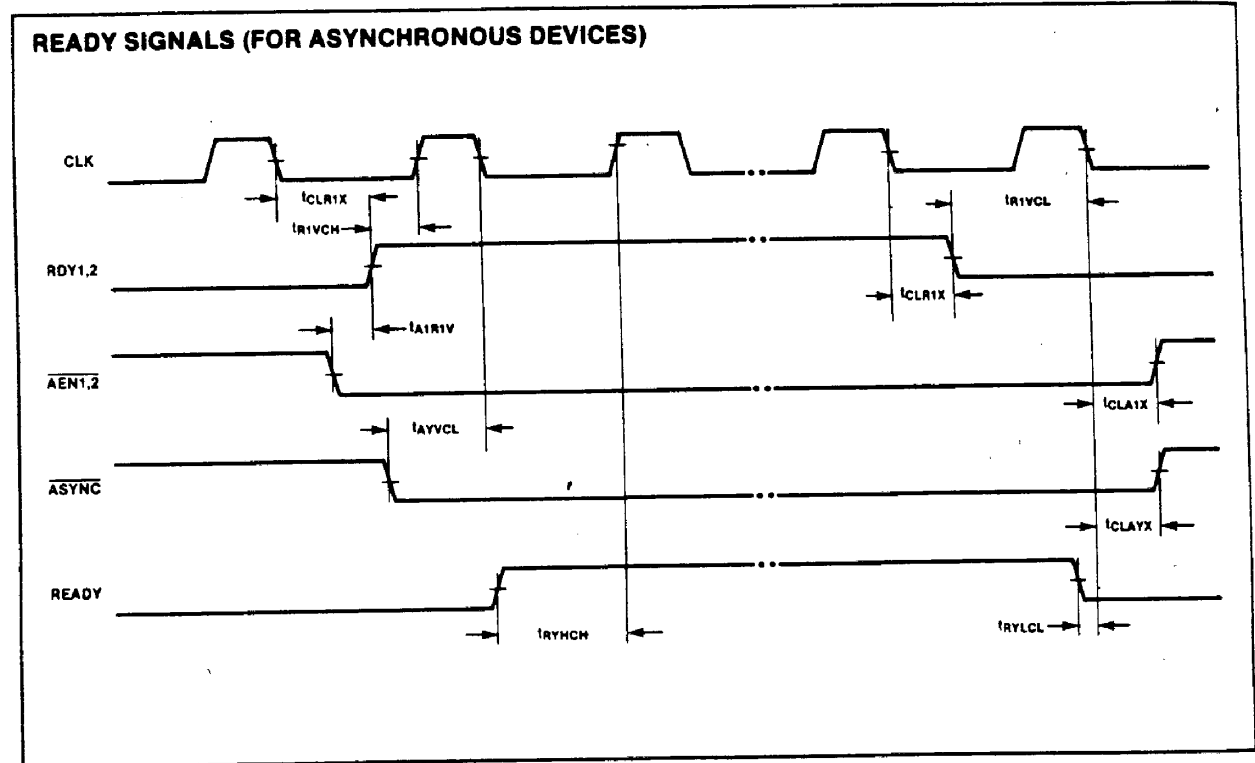 READY SIGNALS (FOR ASYNCHRONOUS DEVICES)
CLK
tCLR1X
tR1VCH
tR1VCL
RDY1,2
tCLR1X
tA1R1V
AEN1,2
tCLA1X
tAYVCL
ASYNC
tCLAYX
READY
tRYHCH
tRYLCL